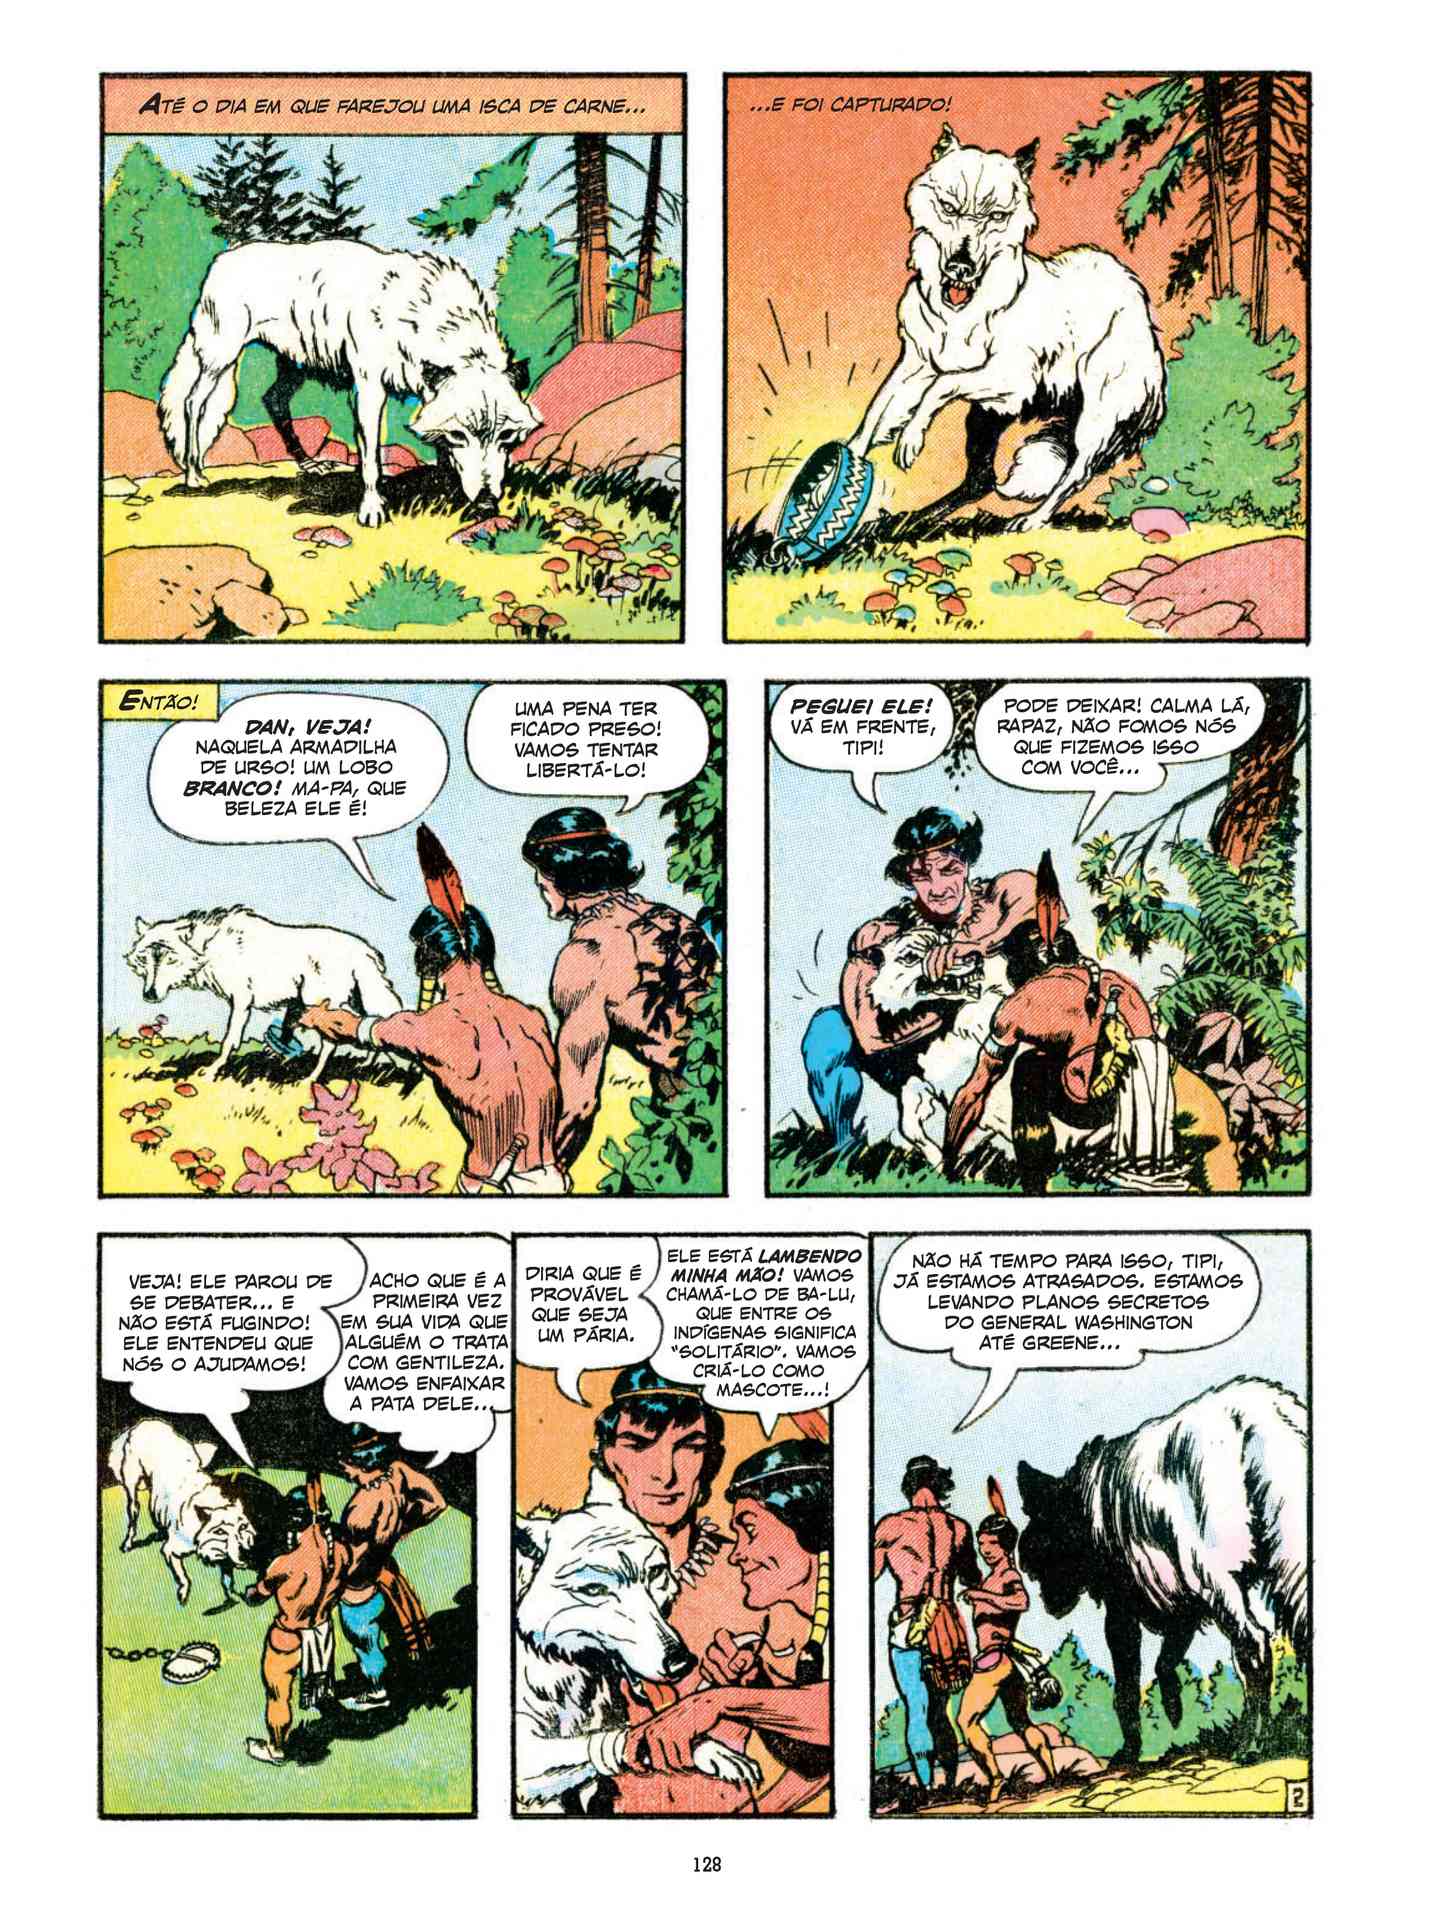 ATÉ O DIA EM QUE FAREJOU UMA ISCA DE CARNE...
...E FOI CAPTURADO!
ENTÃO!
DAN, VEJA!
NAQUELA ARMADILHA
DE URSO! UM LOBO
BRANCO! MA-PA, QUE
BELEZA ELE É!
UMA PENA TER
FICADO PRESO!
VAMOS TENTAR
LIBERTÁ-LO!
PEGUEI ELE!
VÁ EM FRENTE,
TIPI!
PODE DEIXAR! CALMA LÁ,
RAPAZ, NÃO FOMOS NÓS
QUE FIZEMOS ISSO
COM VOCÊ...
VEJA! ELE PAROU DE
SE DEBATER... E
NÃO ESTÁ FUGINDO!
ELE ENTENDEU QUE
NÓS O AJUDAMOS!
ACHO QUE É A
PRIMEIRA VEZ
EM SUA VIDA QUE
ALGUÉM O TRATA
COM GENTILEZA.
VAMOS ENFAIXAR
A PATA DELE...
DIRIA QUE É
PROVÁVEL
QUE SEJA
UM PÁRIA.
ELE ESTÁ LAMBENDO
MINHA MÃO! VAMOS
CHAMÁ-LO DE BA-LU,
QUE ENTRE OS
INDÍGENAS SIGNIFICA
"SOLITÁRIO". VAMOS
CRIÁ-LO COMO
MASCOTE...!
NÃO HÁ TEMPO PARA ISSO, TIPI,
JÁ ESTAMOS ATRASADOS. ESTAMOS
LEVANDO PLANOS SECRETOS
DO GENERAL WASHINGTON
ATÉ GREENE...
2
128